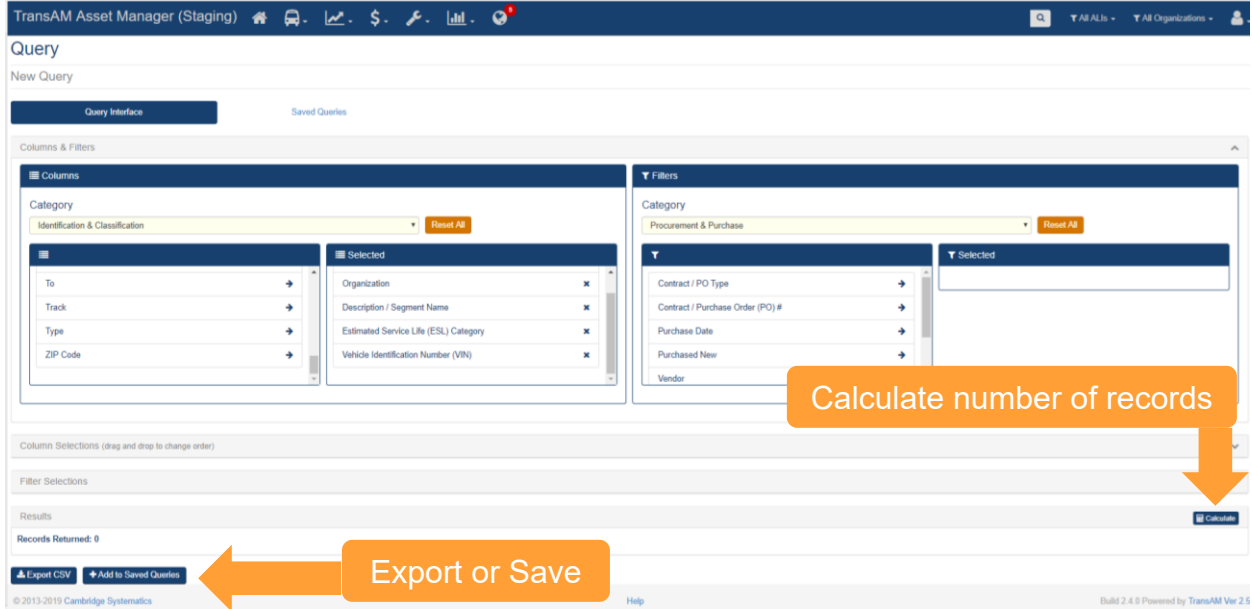 TransAM Asset Manager (Staging)
$
5
All ALIs
All Organizations
Query
New Query
Query Interface
Saved Queries
Columns & Filters
Columns
Filters
Category
Category
Identification & Classification
Reset All
Procurement & Purchase
Reset All
Selected
Selected
To
Organization
Contract / PO Type
Track
Description / Segment Name
Contract / Purchase Order (PO) #
Type
Estimated Service Life (ESL) Category
Purchase Date
ZIP Code
Vehicle Identification Number (VIN)
Purchased New
Vendor
Calculate number of records
Column Selections (drag and drop to change order)
Filter Selections
Results
Calculate
Records Returned: 0
Export or Save
Export CSV
+Add to Saved Queries
© 2013-2019 Cambridge Systematics
Help
Build 2.4.0 Powered by TransAM Ver 2.5